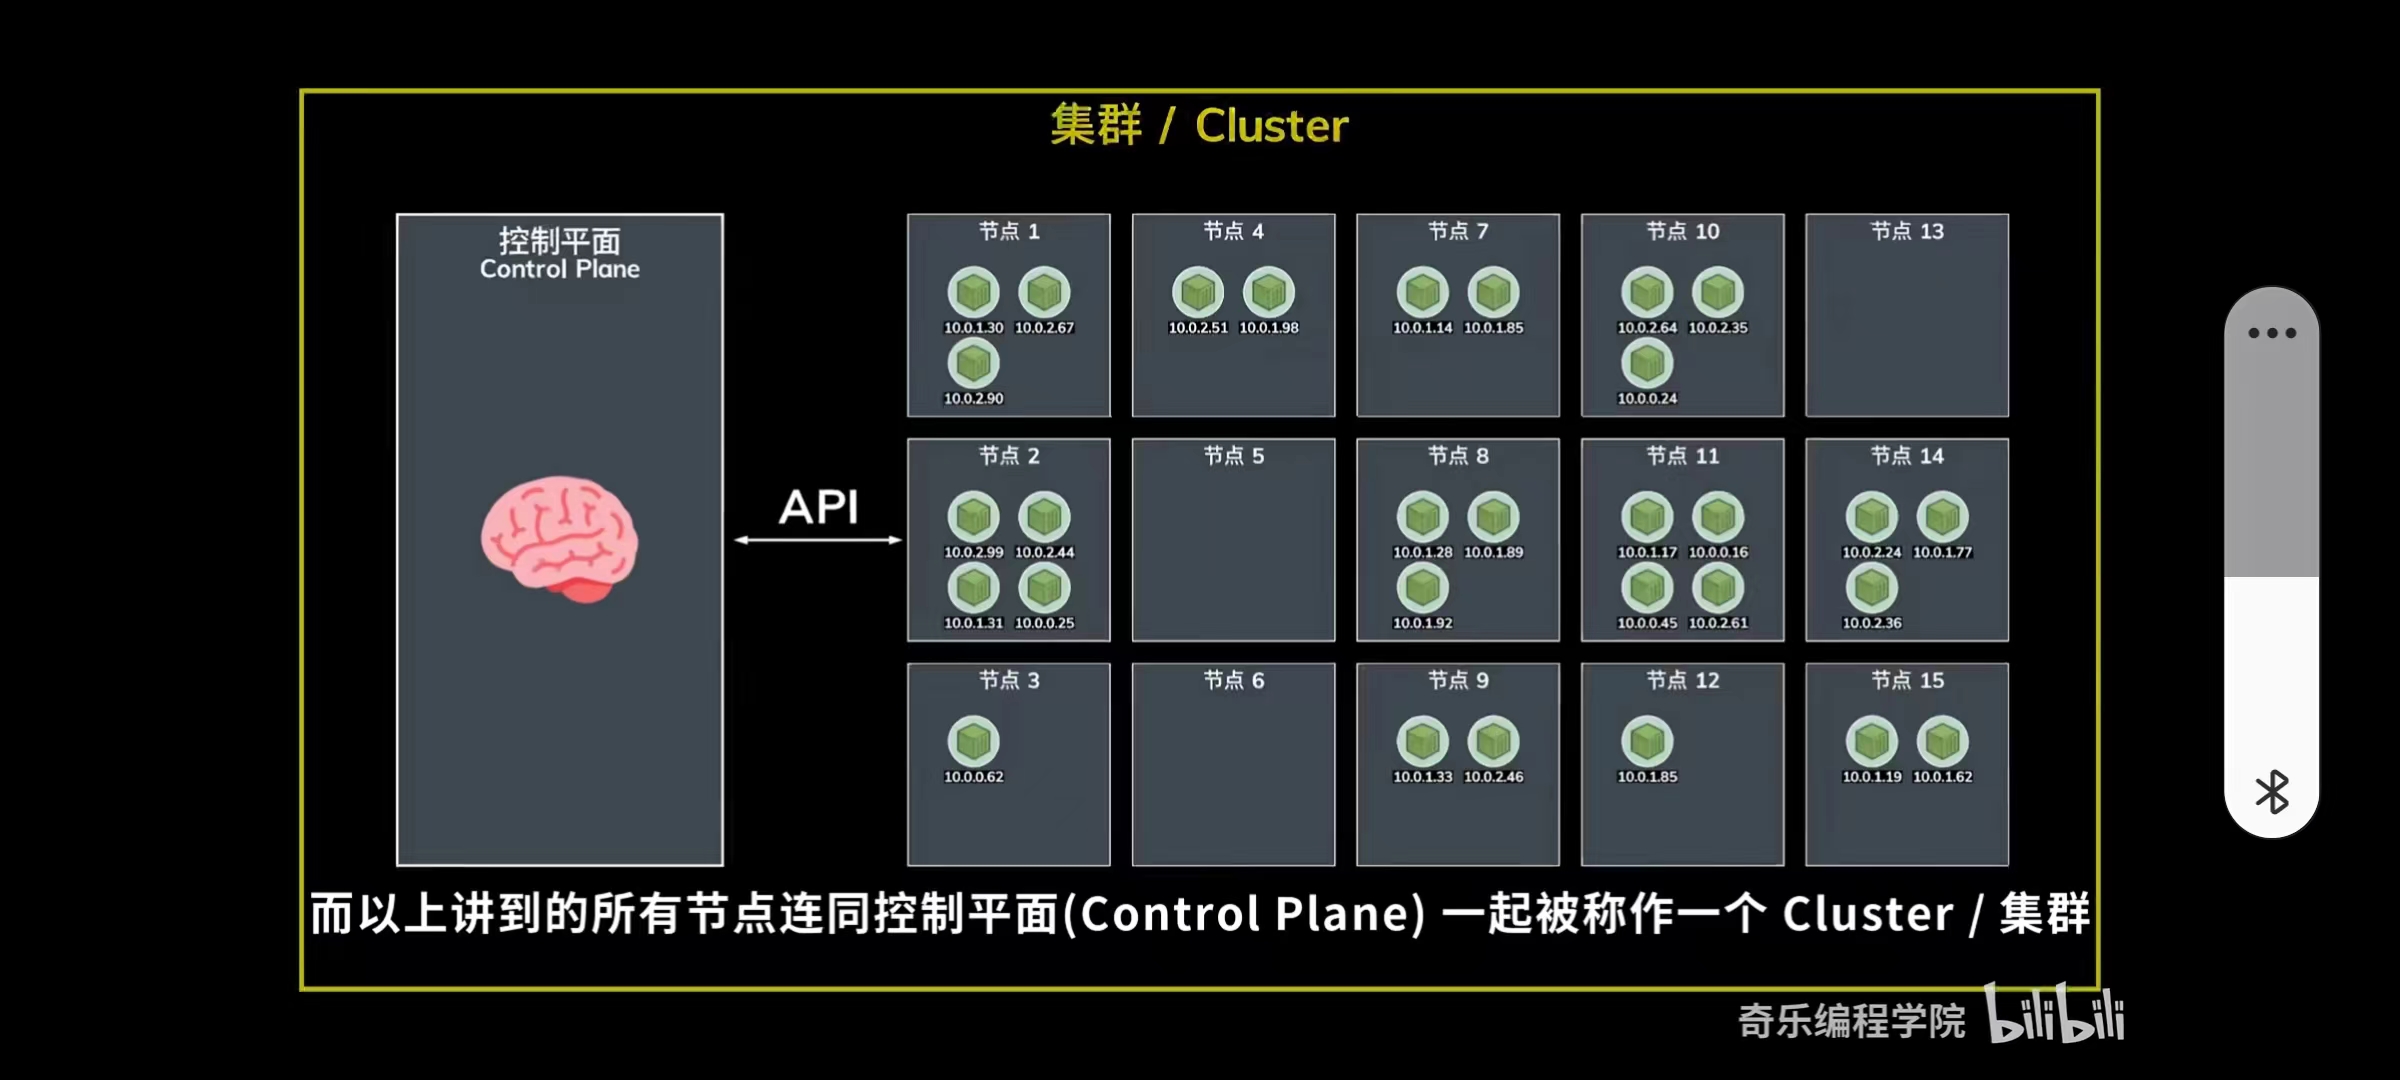 集群 / Cluster
控制平面
Control Plane
API
节点 1
10.0.1.30 10.0.2.67
10.0.2.90
节点 4
10.0.2.51 10.0.1.98
节点 7
10.0.1.14 10.0.1.85
节点 10
10.0.2.64 10.0.2.35
10.0.0.24
节点 13
节点 2
10.0.2.99 10.0.2.44
10.0.1.31 10.0.0.25
节点 5
节点 8
10.0.1.28 10.0.1.89
10.0.1.92
节点 11
10.0.1.17 10.0.0.16
10.0.0.45 10.0.2.61
节点 14
10.0.2.24 10.0.1.77
10.0.2.36
节点 3
10.0.0.62
节点 6
节点 9
10.0.1.33 10.0.2.46
节点 12
10.0.1.85
节点 15
10.0.1.19 10.0.1.62
而以上讲到的所有节点连同控制平面(Control Plane) 一起被称作一个 Cluster / 集群
奇乐编程学院 bilibili